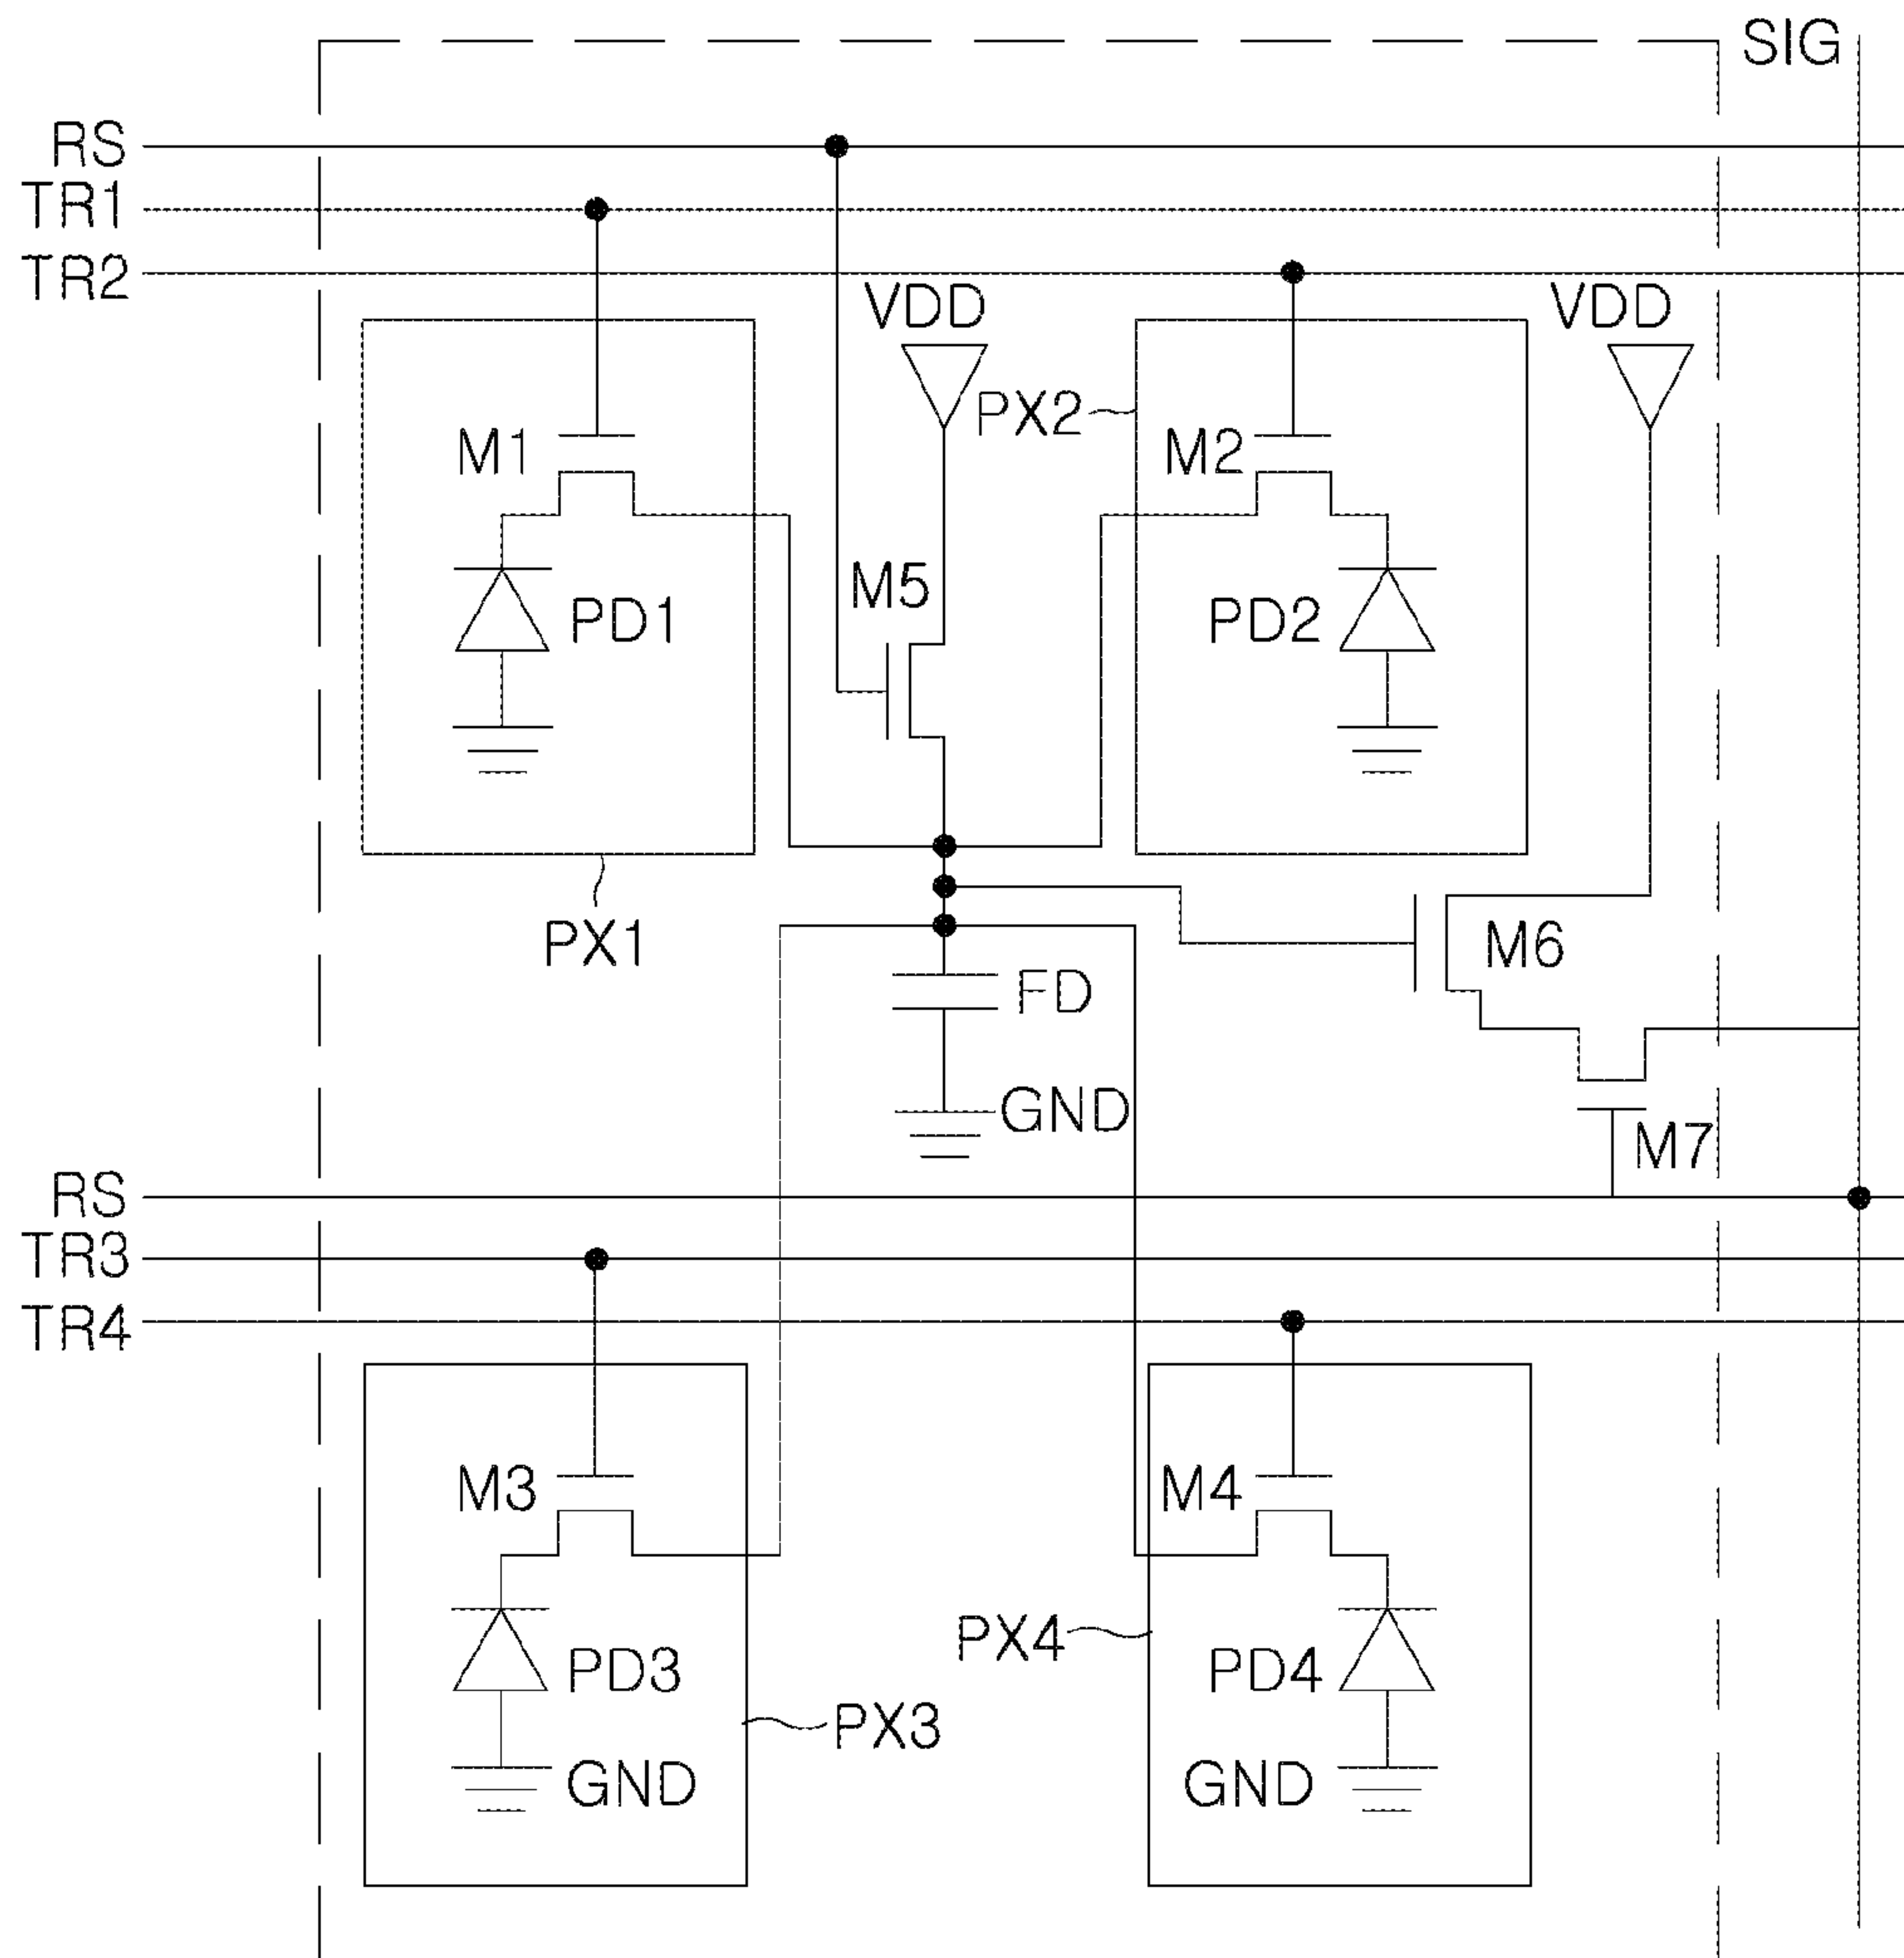 SIG
RS
TR1
TR2
VDD
VDD
PX2
M1
M2
M5
PD1
PD2
PX1
M6
FD
GND
M7
RS
TR3
TR4
M3
M4
PX4
PD3
PD4
PX3
GND
GND